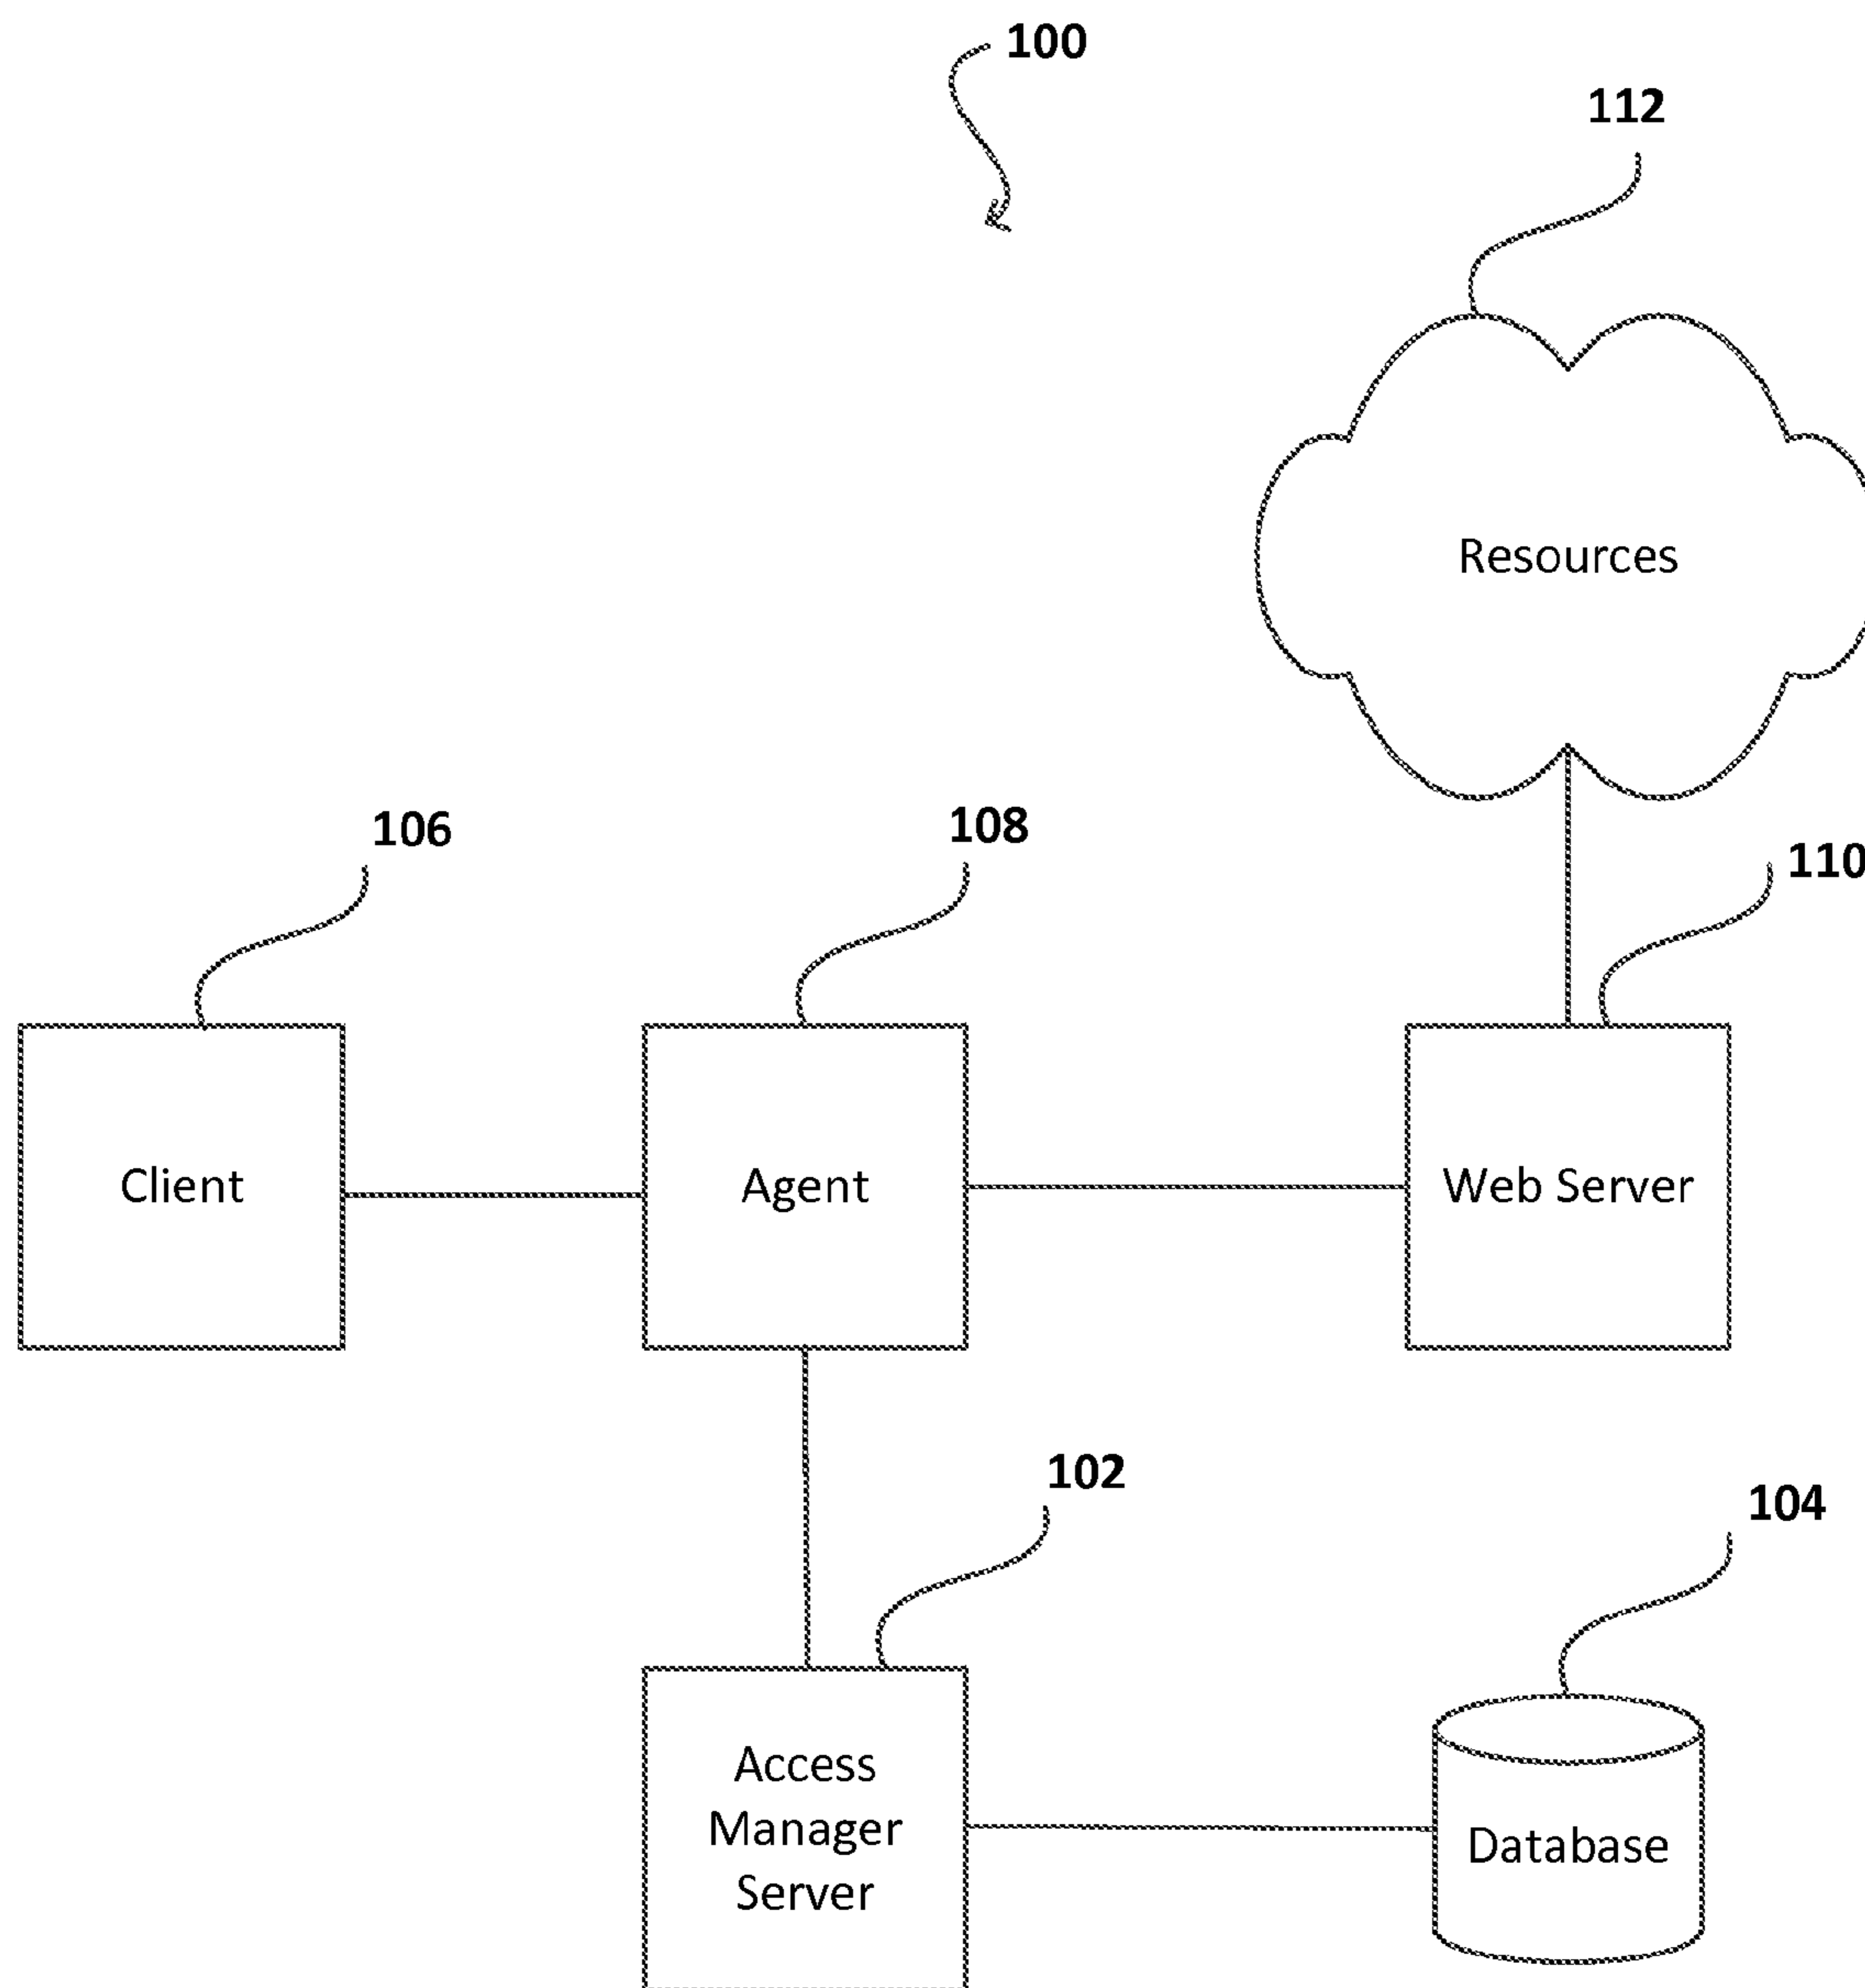 100
112
Resources
106
108
110
Client
Agent
Web Server
102
104
Access
Manager
Server
Database